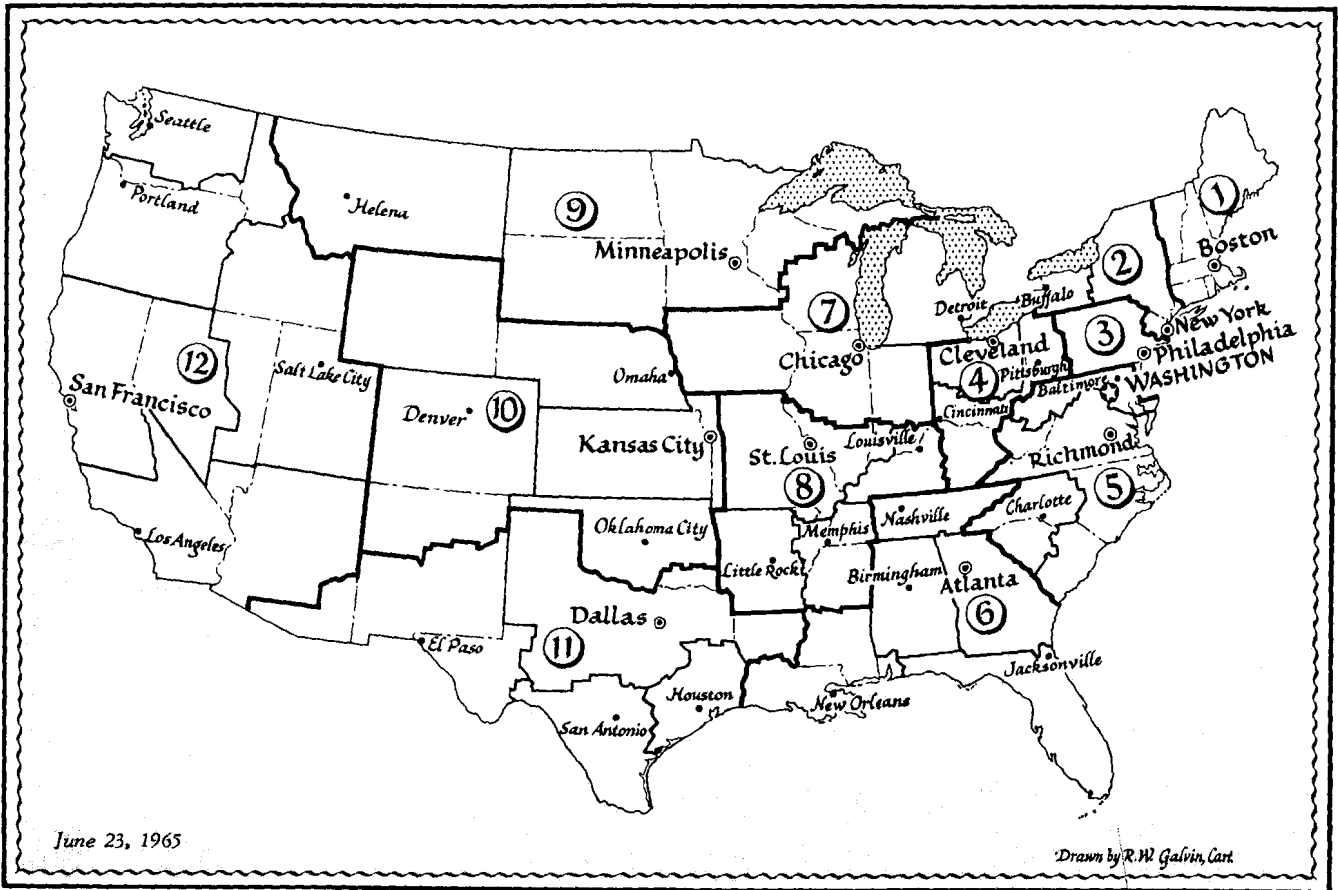 Seattle
Portland
Helena
9
Minneapolis
1
Boston
2
Buffalo
Detroit
7
3
New York
Philadelphia
Cleveland
Pittsburgh
Chicago
WASHINGTON
Baltimore
4
Cincinnati
12
Salt Lake City
Omaha
San Francisco
Denver
10
Kansas City
St. Louis
Louisville
Richmond
8
5
Charlotte
Nashville
Memphis
Oklahoma City
Los Angeles
Little Rock
Birmingham
Atlanta
6
Dallas
11
El Paso
Jacksonville
Houston
New Orleans
San Antonio
June 23, 1965
Drawn by R.W. Galvin, Cart.